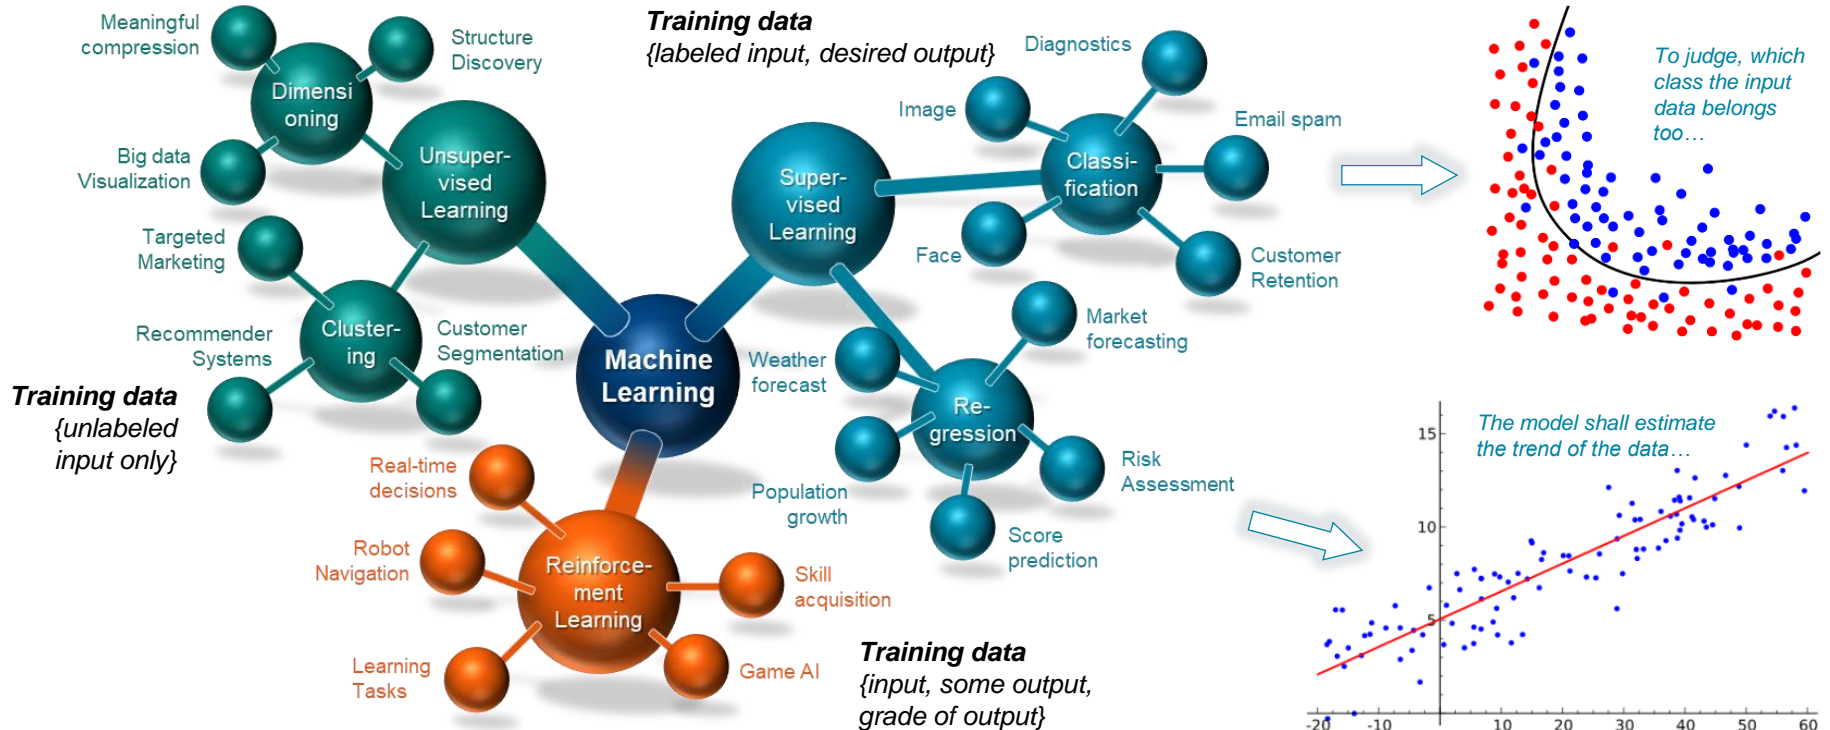 Training data
{labeled input, desired output}
Meaningful
compression
Structure
Discovery
Dimensi
oning
Big data
Visualization
Unsuper-
vised
Learning
Targeted
Marketing
Recommender
Systems
Cluster-
ing
Customer
Segmentation
Training data
{unlabeled
input only}
Machine
Learning
Super-
vised
Learning
Diagnostics
Image
Email spam
Classi-
fication
Face
Customer
Retention
Market
forecasting
Weather
forecast
Re-
gression
Risk
Assessment
Population
growth
Score
prediction
Real-time
decisions
Robot
Navigation
Reinforce-
ment
Learning
Skill
acquisition
Learning
Tasks
Game AI
Training data
{input, some output,
grade of output}
To judge, which
class the input
data belongs
too…
The model shall estimate
the trend of the data…
15
10
5
-20 -10 10 20 30 40 50 60